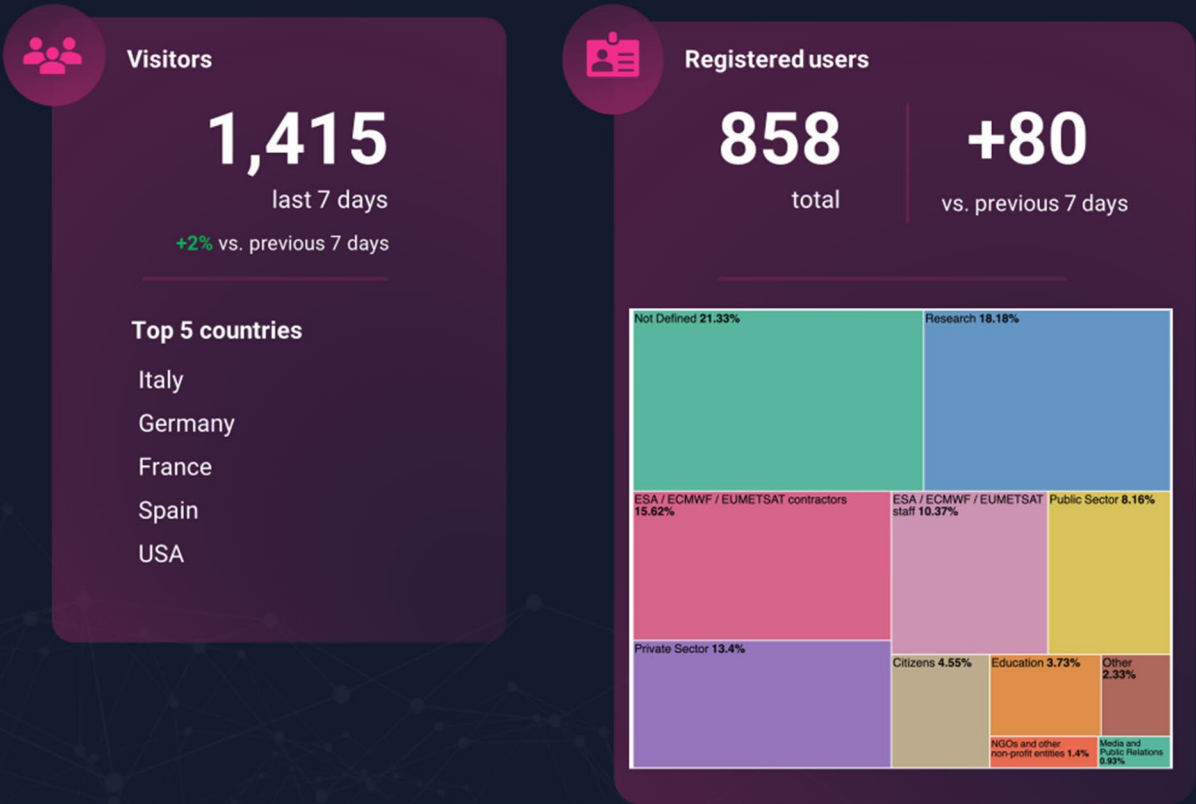 Visitors
1,415
last 7 days
+2% vs. previous 7 days
Top 5 countries
Italy
Germany
France
Spain
USA
Registered users
858
total
+80
vs. previous 7 days
Not Defined 21.33%
Research 18.18%
ESA / ECMWF / EUMETSAT contractors
15.62%
ESA / ECMWF / EUMETSAT
staff 10.37%
Public Sector 8.16%
Private Sector 13.4%
Citizens 4.55%
Education 3.73%
Other
2.33%
NGOs and other
non-profit entities 1.4%
Media and
Public Relations
0.93%